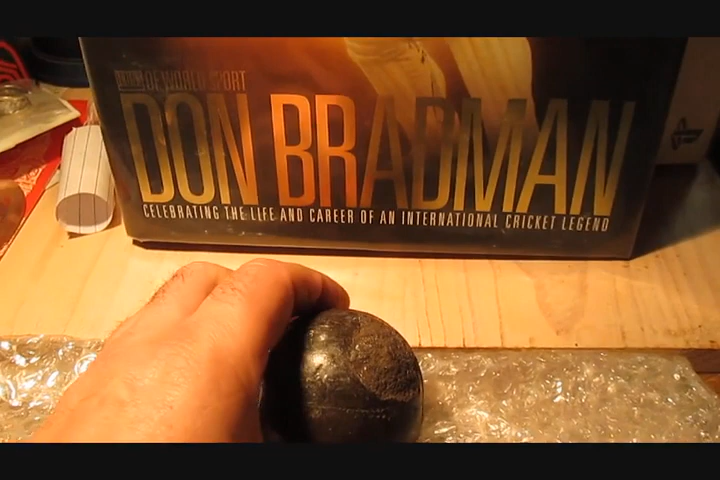 OF WORLD SPORT
DON BRADMAN
CELEBRATING THE LIFE AND CAREER OF AN INTERNATIONAL CRICKET LEGEND